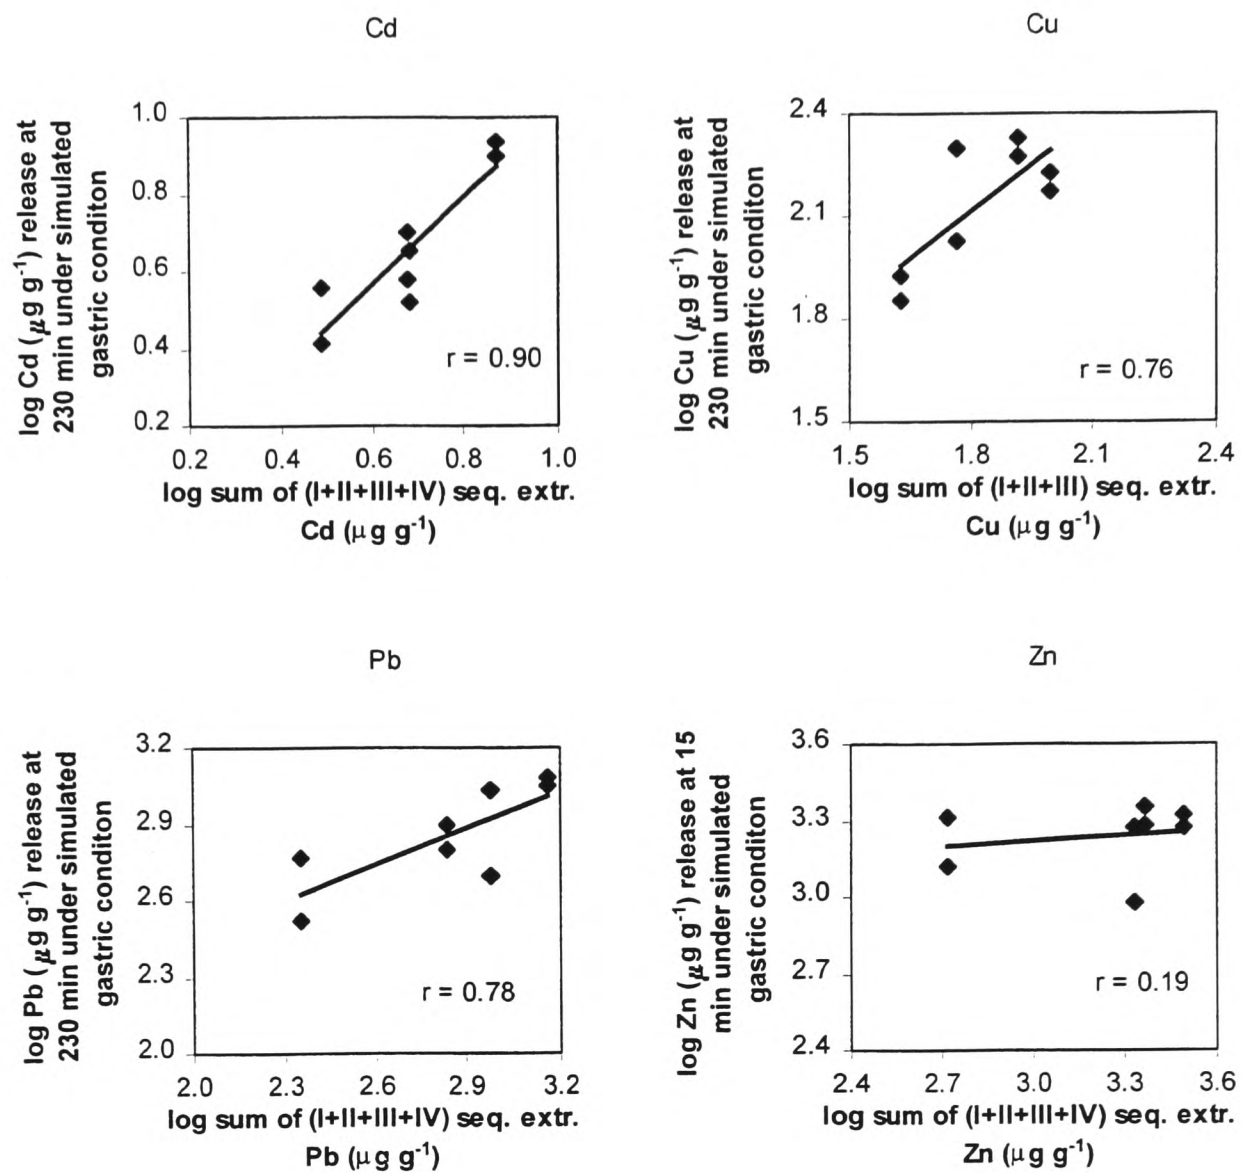 Cd
log Cd (μg g⁻¹) release at
230 min under simulated
gastric conditon
1.0
0.8
0.6
0.4
0.2
r = 0.90
0.2 0.4 0.6 0.8 1.0
log sum of (I+II+III+IV) seq. extr.
Cd (μg g⁻¹)
Cu
log Cu (μg g⁻¹) release at
230 min under simulated
gastric conditon
2.4
2.1
1.8
1.5
r = 0.76
1.5 1.8 2.1 2.4
log sum of (I+II+III) seq. extr.
Cu (μg g⁻¹)
Pb
log Pb (μg g⁻¹) release at
230 min under simulated
gastric conditon
3.2
2.9
2.6
2.3
2.0
r = 0.78
2.0 2.3 2.6 2.9 3.2
log sum of (I+II+III+IV) seq. extr.
Pb (μg g⁻¹)
Zn
log Zn (μg g⁻¹) release at 15
min under simulated
gastric conditon
3.6
3.3
3.0
2.7
2.4
r = 0.19
2.4 2.7 3.0 3.3 3.6
log sum of (I+II+III+IV) seq. extr.
Zn (μg g⁻¹)